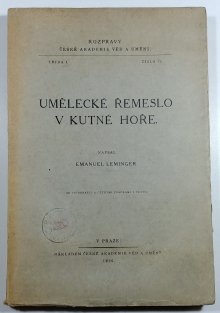 ROZPRAVY
ČESKÉ AKADEMIE VĚD A UMĚNÍ.
TŘÍDA I. ČÍSLO
UMĚLECKÉ ŘEMESLO
V KUTNÉ HOŘE.
NAPSAL
EMANUEL LEMINGER
V PRAZE
NÁKLADEM ČESKÉ AKADEMIE VĚD A UMĚNÍ